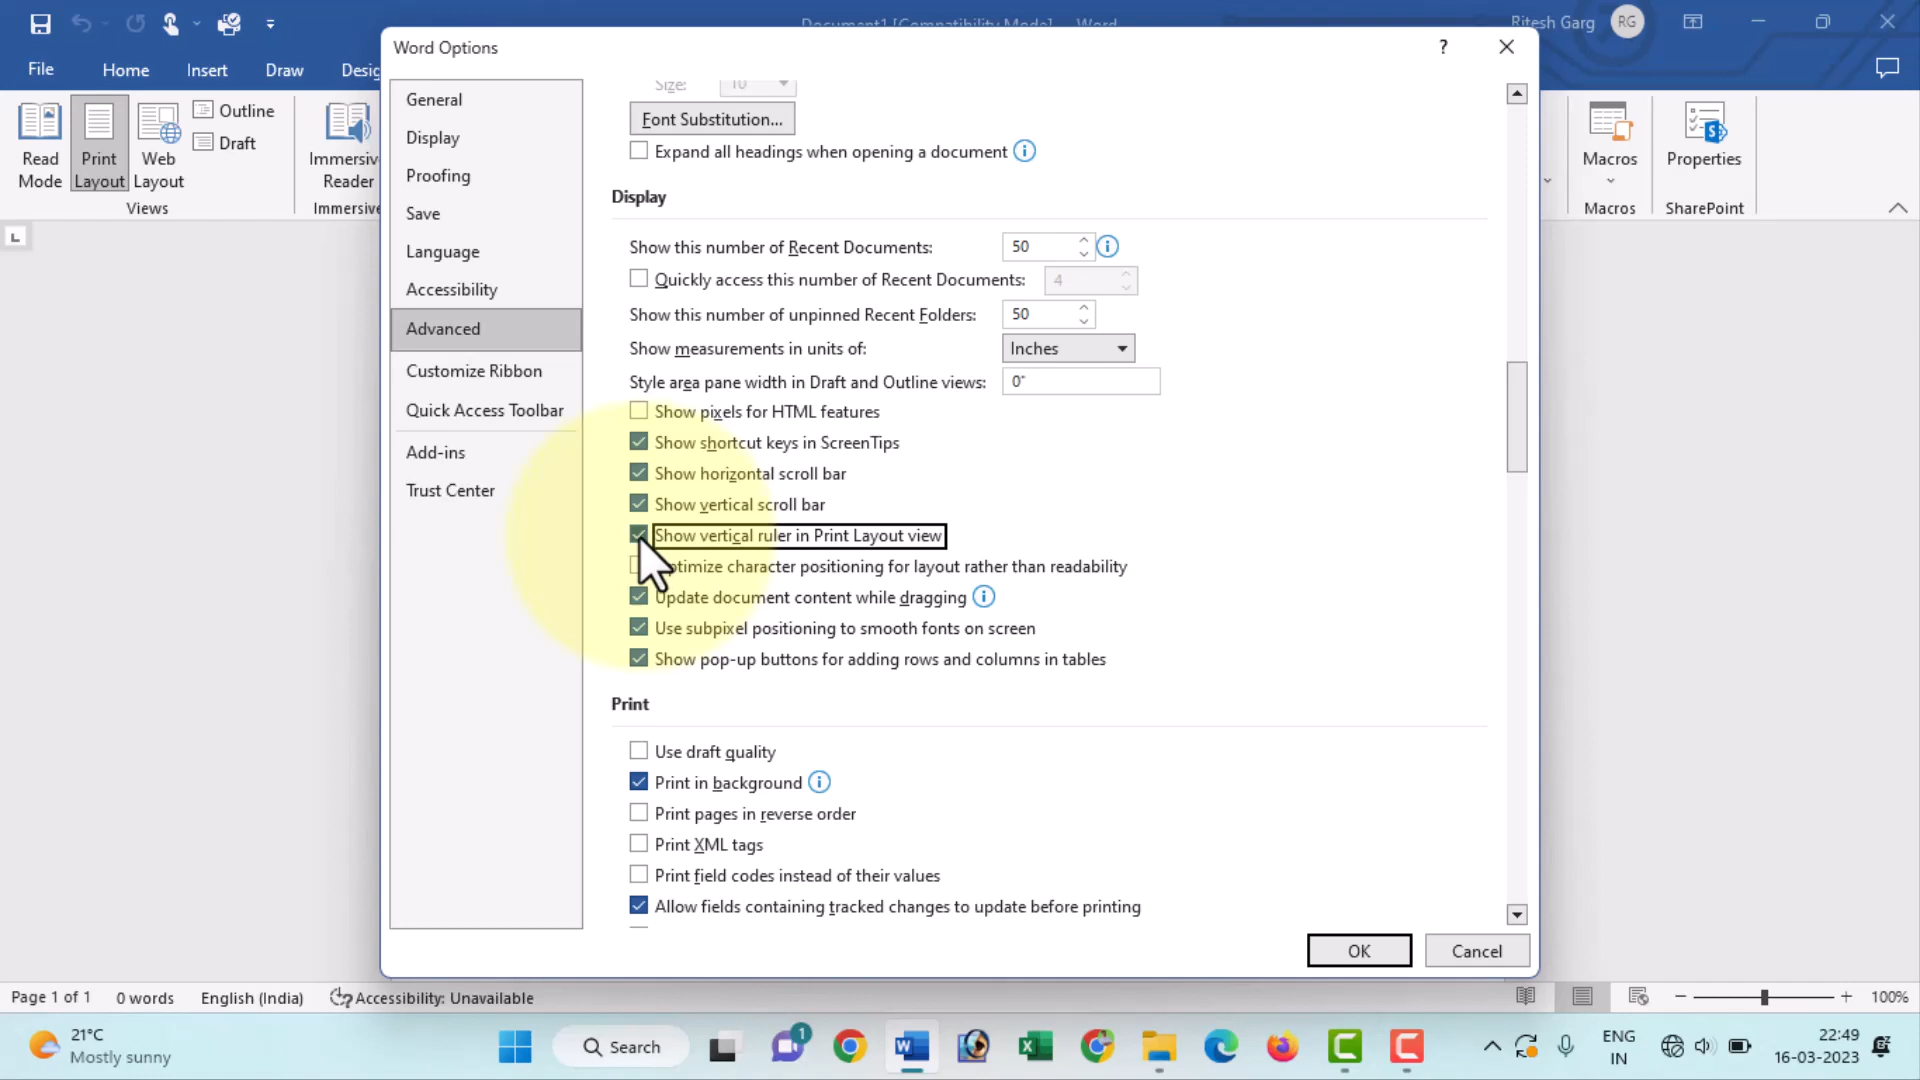 Document1 [Compatibility Mode] - Word
Ritesh Garg
RG
Word Options
?
File
Home
Insert
Draw
Desig
Read Mode
Print Layout
Web Layout
Outline
Draft
Views
Immersiv
Reader
Immersive
Macros
Macros
Properties
SharePoint
General
Display
Proofing
Save
Language
Accessibility
Advanced
Customize Ribbon
Quick Access Toolbar
Add-ins
Trust Center
Size: 10
Font Substitution...
Expand all headings when opening a document
Display
Show this number of Recent Documents: 50
Quickly access this number of Recent Documents: 4
Show this number of unpinned Recent Folders: 50
Show measurements in units of: Inches
Style area pane width in Draft and Outline views: 0"
Show pixels for HTML features
Show shortcut keys in ScreenTips
Show horizontal scroll bar
Show vertical scroll bar
Show vertical ruler in Print Layout view
ptimize character positioning for layout rather than readability
Update document content while dragging
Use subpixel positioning to smooth fonts on screen
Show pop-up buttons for adding rows and columns in tables
Print
Use draft quality
Print in background
Print pages in reverse order
Print XML tags
Print field codes instead of their values
Allow fields containing tracked changes to update before printing
OK
Cancel
Page 1 of 1
0 words
English (India)
Accessibility: Unavailable
100%
21°C
Mostly sunny
Search
1
ENG
IN
22:49
16-03-2023